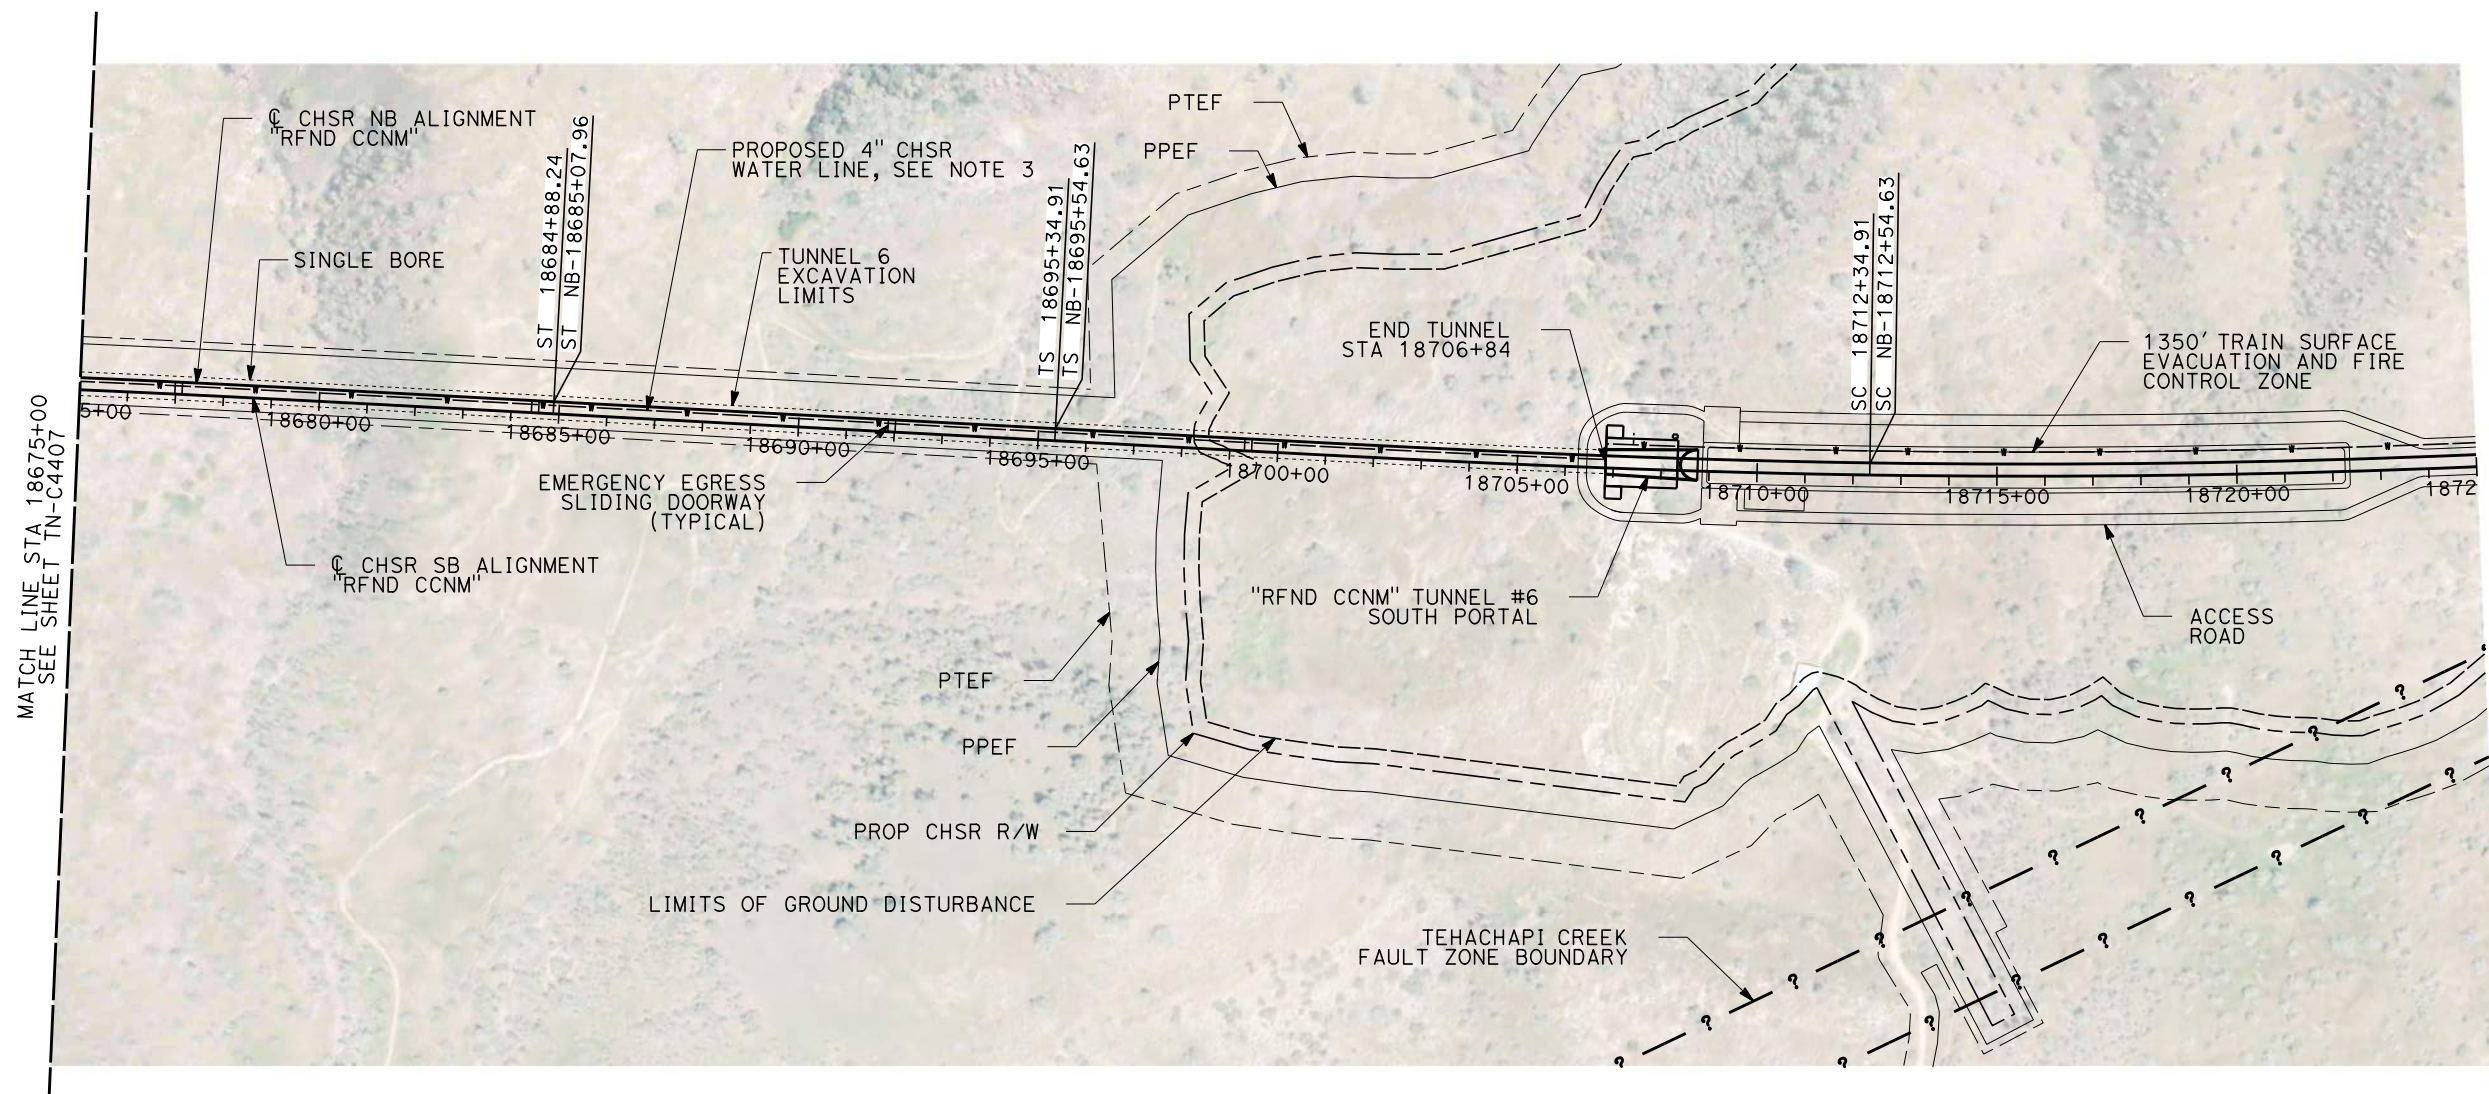 MATCH LINE STA 18675+00
SEE SHEET TN-C4407
℄ CHSR NB ALIGNMENT
"RFND CCNM"
SINGLE BORE
ST 18684+88.24
ST NB-18685+07.96
PROPOSED 4" CHSR
WATER LINE, SEE NOTE 3
TUNNEL 6
EXCAVATION
LIMITS
TS 18695+34.91
TS NB-18695+54.63
PTEF
PPEF
END TUNNEL
STA 18706+84
SC 18712+34.91
SC NB-18712+54.63
1350' TRAIN SURFACE
EVACUATION AND FIRE
CONTROL ZONE
5+00
18680+00
18685+00
18690+00
18695+00
18700+00
18705+00
18710+00
18715+00
18720+00
1872
EMERGENCY EGRESS
SLIDING DOORWAY
(TYPICAL)
℄ CHSR SB ALIGNMENT
"RFND CCNM"
"RFND CCNM" TUNNEL #6
SOUTH PORTAL
ACCESS
ROAD
PTEF
PPEF
PROP CHSR R/W
LIMITS OF GROUND DISTURBANCE
TEHACHAPI CREEK
FAULT ZONE BOUNDARY